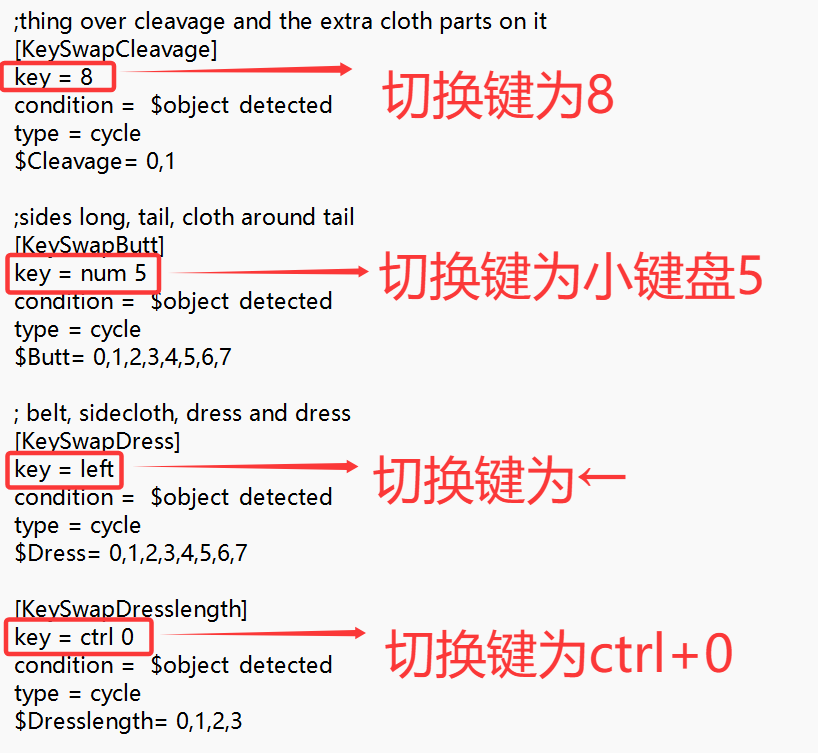 ;thing over cleavage and the extra cloth parts on it
[KeySwapCleavage]
key = 8
切换键为8
condition =  $object detected
type = cycle
$Cleavage= 0,1
;sides long, tail, cloth around tail
[KeySwapButt]
key = num 5
切换键为小键盘5
condition =  $object detected
type = cycle
$Butt= 0,1,2,3,4,5,6,7
; belt, sidecloth, dress and dress
[KeySwapDress]
key = left
切换键为←
condition =  $object detected
type = cycle
$Dress= 0,1,2,3,4,5,6,7
[KeySwapDresslength]
key = ctrl 0
切换键为ctrl+0
condition =  $object detected
type = cycle
$Dresslength= 0,1,2,3